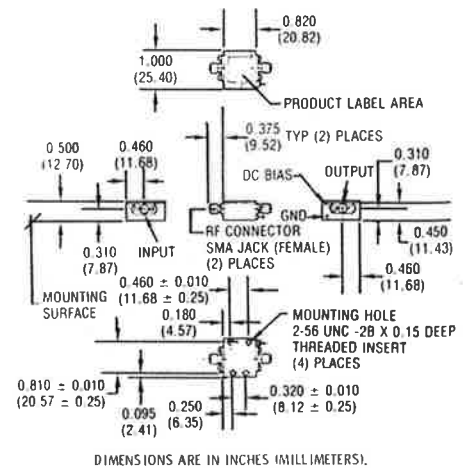 0.820
(20.82)
1.000
(25.40)
PRODUCT LABEL AREA
0.375
(9.52)
TYP (2) PLACES
0.500
(12.70)
0.460
(11.68)
0.310
(7.87)
DC BIAS
OUTPUT
GND
0.310
(7.87)
INPUT
RF CONNECTOR
SMA JACK (FEMALE)
(2) PLACES
0.450
(11.43)
0.460
(11.68)
MOUNTING
SURFACE
0.460 ± 0.010
(11.68 ± 0.25)
0.180
(4.57)
MOUNTING HOLE
2-56 UNC -2B X 0.15 DEEP
THREADED INSERT
(4) PLACES
0.810 ± 0.010
(20.57 ± 0.25)
0.095
(2.41)
0.250
(6.35)
0.320 ± 0.010
(8.12 ± 0.25)
DIMENSIONS ARE IN INCHES (MILLIMETERS).